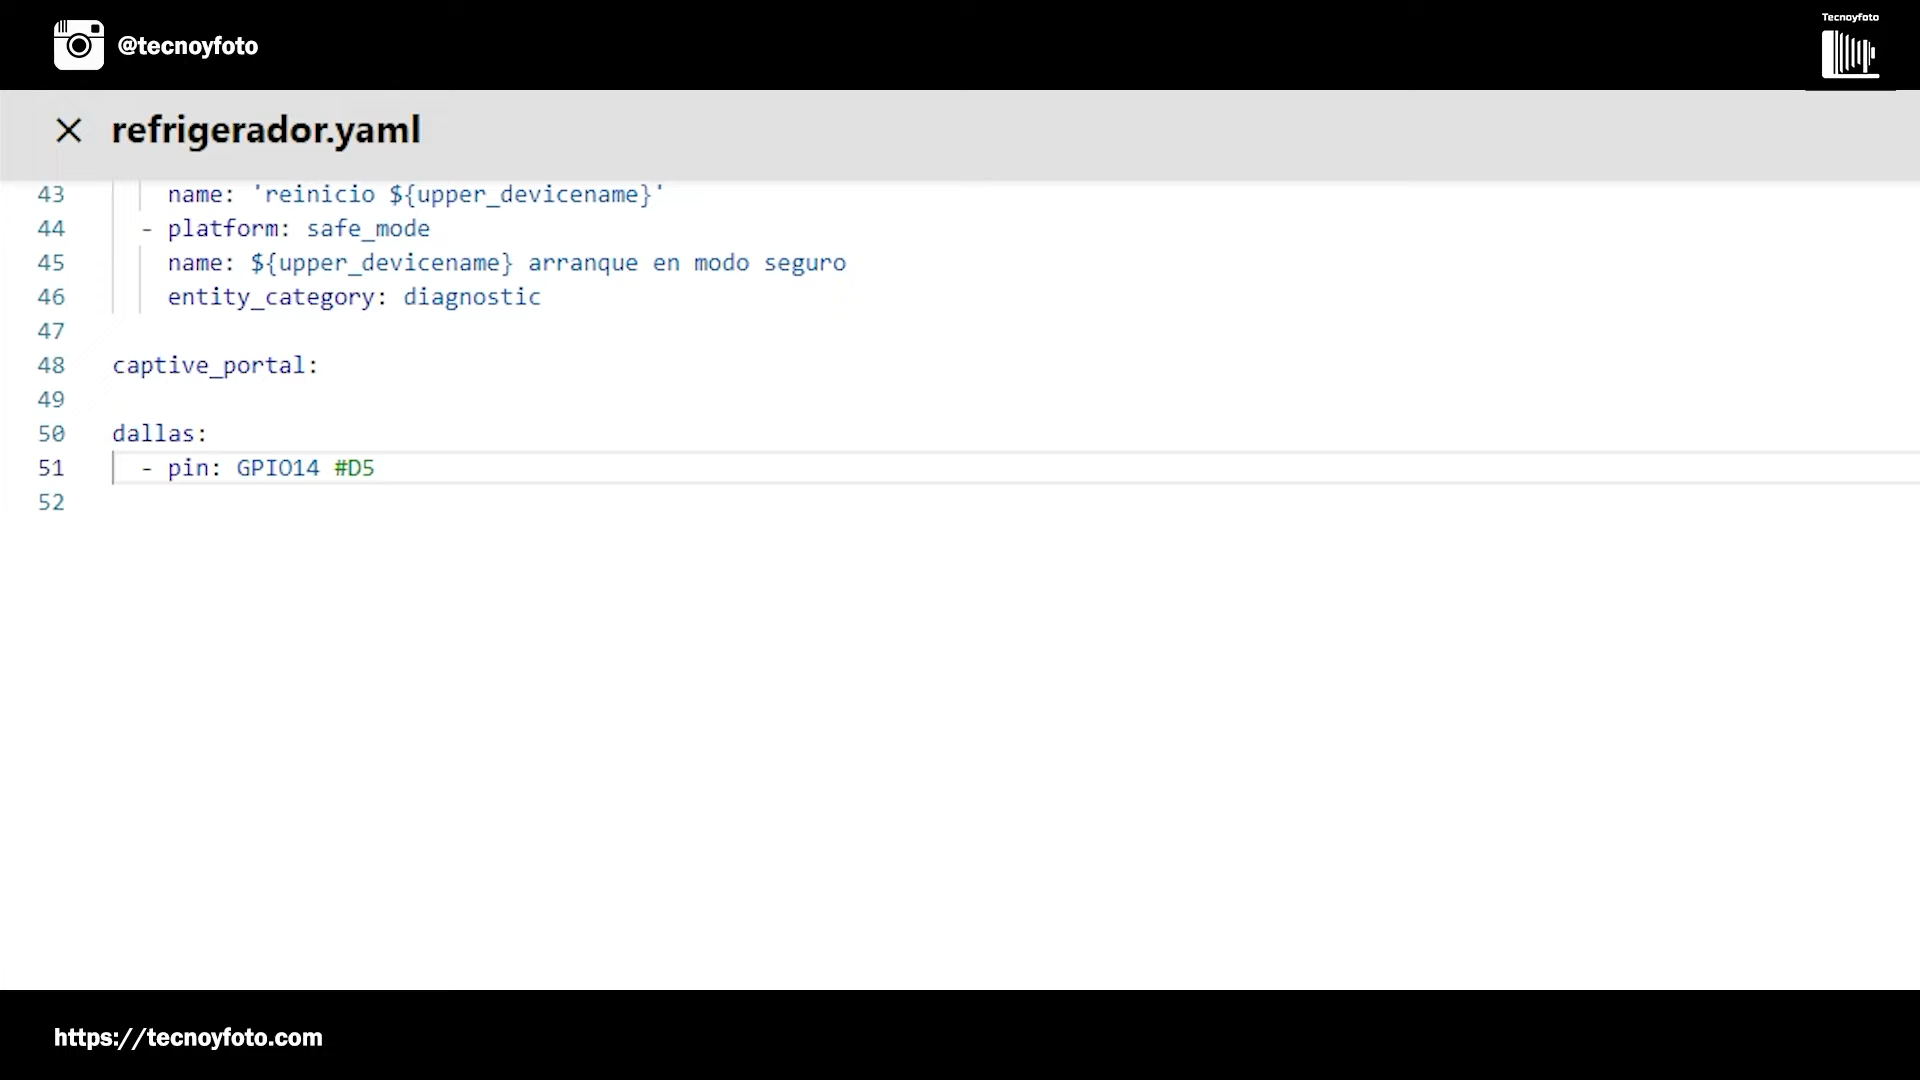 @tecnoyfoto
Tecnoyfoto
refrigerador.yaml
43 name: 'reinicio ${upper_devicename}'
44 - platform: safe_mode
45 name: ${upper_devicename} arranque en modo seguro
46 entity_category: diagnostic
47
48 captive_portal:
49
50 dallas:
51 - pin: GPIO14 #D5
52
https://tecnoyfoto.com